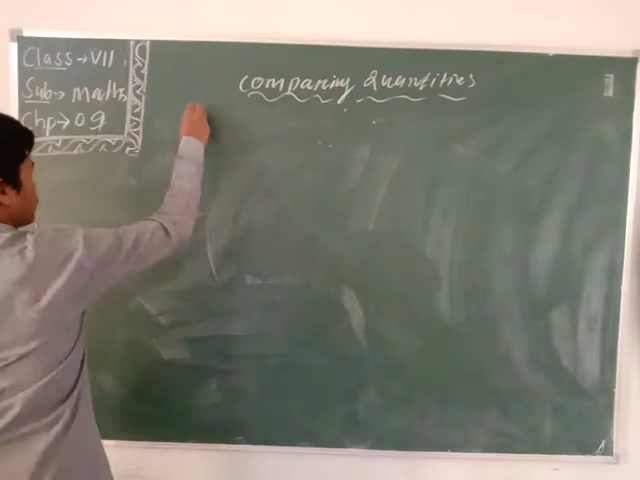 Class → VII
Sub → Maths
Chp → 09
Comparing Quantities